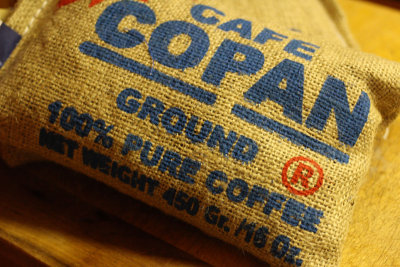 CAFE
COPAN
GROUND
100% PURE COFFEE ®
NET WEIGHT 450 Gr./16 Oz.